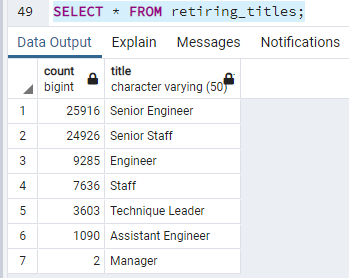 49 SELECT * FROM retiring_titles;
Data Output Explain Messages Notifications
count title
bigint character varying (50)
1 25916 Senior Engineer
2 24926 Senior Staff
3 9285 Engineer
4 7636 Staff
5 3603 Technique Leader
6 1090 Assistant Engineer
7 2 Manager